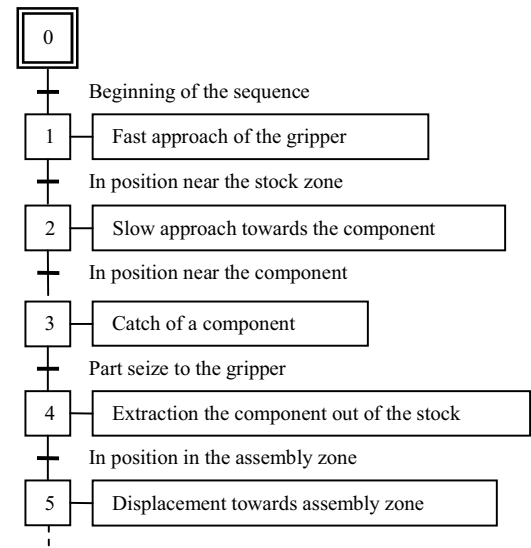 0
Beginning of the sequence
1 Fast approach of the gripper
In position near the stock zone
2 Slow approach towards the component
In position near the component
3 Catch of a component
Part seize to the gripper
4 Extraction the component out of the stock
In position in the assembly zone
5 Displacement towards assembly zone